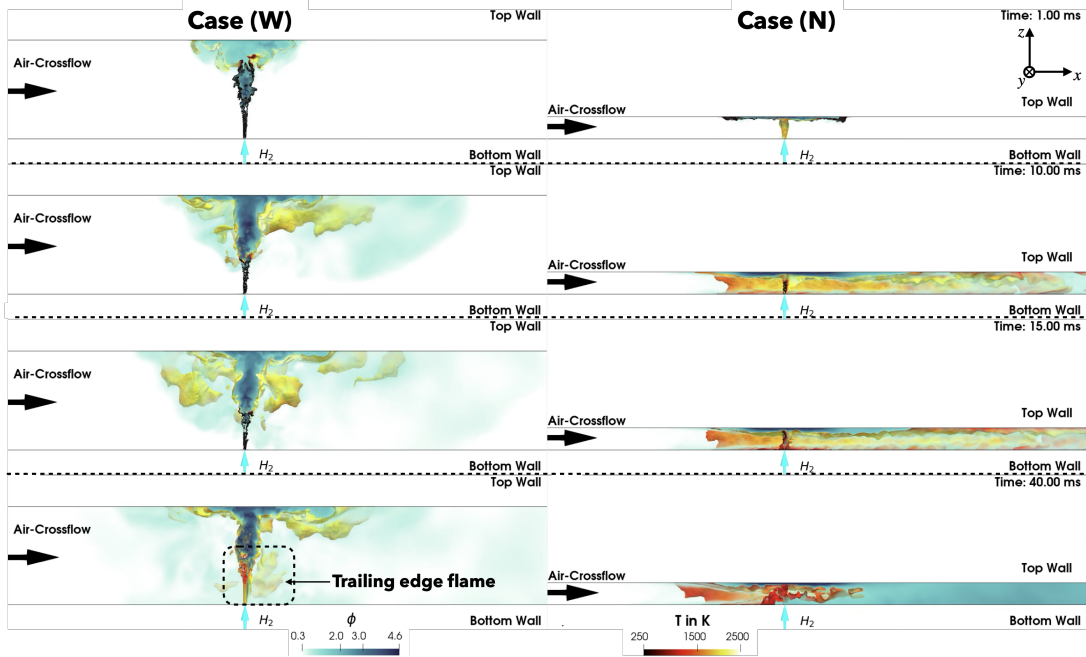 Case (W)
Top Wall
Case (N)
Time: 1.00 ms
z
y
x
Air-Crossflow
Top Wall
Air-Crossflow
H₂
Bottom Wall
H₂
Bottom Wall
Top Wall
Time: 10.00 ms
Air-Crossflow
Top Wall
Air-Crossflow
H₂
Bottom Wall
H₂
Bottom Wall
Top Wall
Time: 15.00 ms
Air-Crossflow
Top Wall
Air-Crossflow
H₂
Bottom Wall
H₂
Bottom Wall
Top Wall
Time: 40.00 ms
Air-Crossflow
Top Wall
Air-Crossflow
Trailing edge flame
H₂
Bottom Wall
H₂
Bottom Wall
ϕ
0.3 2.0 3.0 4.6
T in K
250 1500 2500